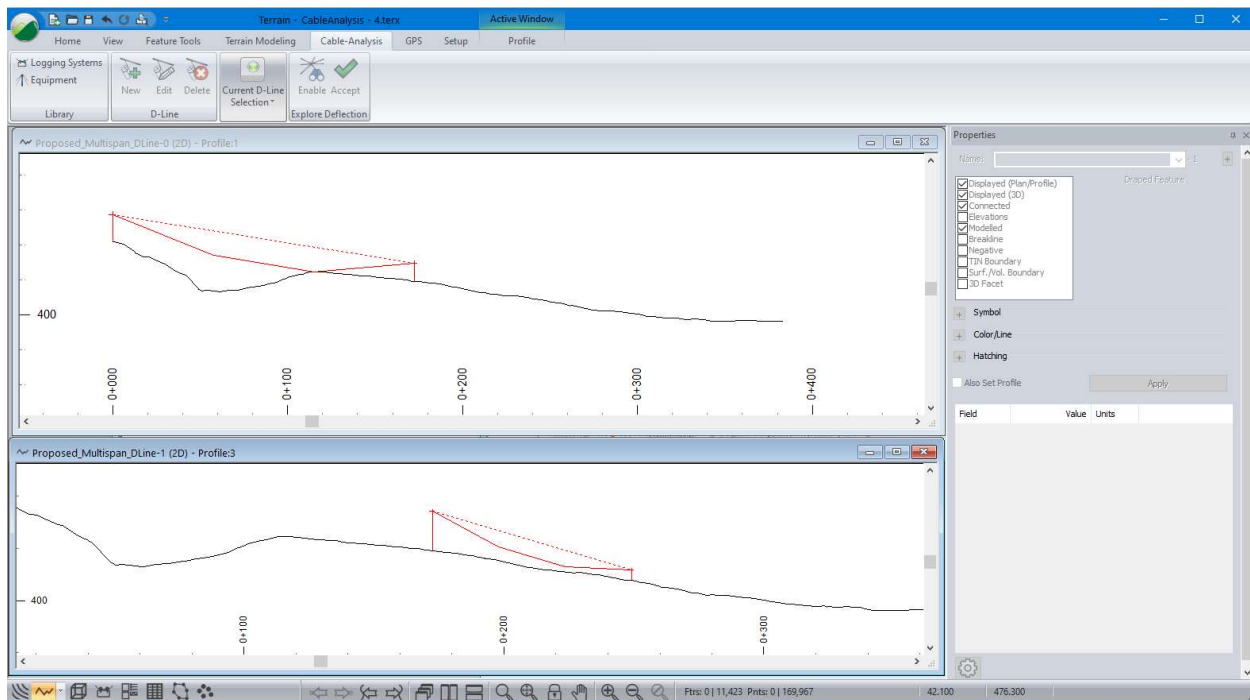 Terrain - CableAnalysis - 4.terx
Active Window
Home View Feature Tools Terrain Modeling Cable-Analysis GPS Setup Profile
Logging Systems
Equipment
Library
New Edit Delete
D-Line
Current D-Line
Selection
Enable Accept
Explore Deflection
Proposed_Multispan_DLine-0 (2D) - Profile:1
400
0+000 0+100 0+200 0+300 0+400
Proposed_Multispan_DLine-1 (2D) - Profile:3
400
0+100 0+200 0+300
Properties
Name: - 1
Draped Feature
Displayed (Plan/Profile)
Displayed (3D)
Connected
Elevations
Modelled
Breakline
Negative
TIN Boundary
Surf./Vol. Boundary
3D Facet
Symbol
Color/Line
Hatching
Also Set Profile Apply
Field Value Units
Ftrs: 0 | 11,423 Pnts: 0 | 169,967 42.100 476.300